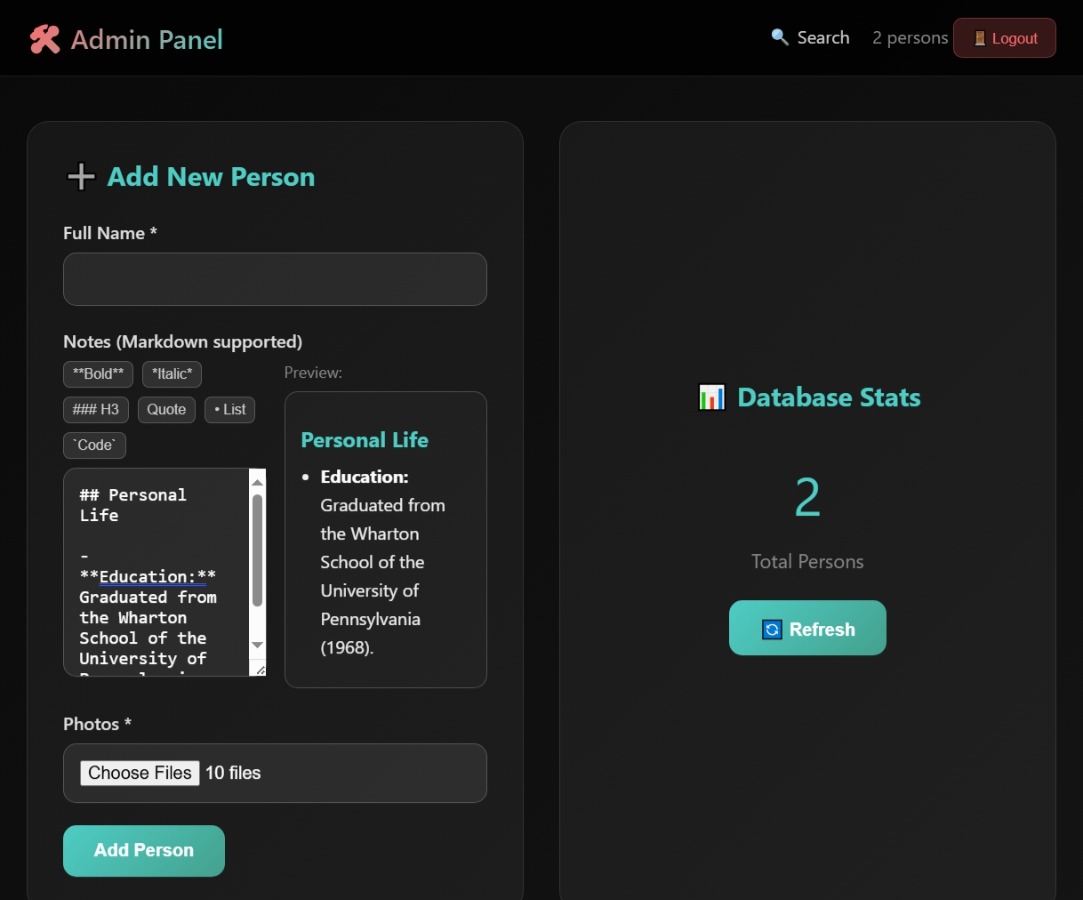 Admin Panel
Search
2 persons
Logout
Add New Person
Full Name *
Notes (Markdown supported)
**Bold** *Italic*
### H3 Quote • List
`Code`
## Personal
Life
-
**Education:**
Graduated from
the Wharton
School of the
University of
Preview:
Personal Life
• Education:
Graduated from
the Wharton
School of the
University of
Pennsylvania
(1968).
Photos *
Choose Files 10 files
Add Person
Database Stats
2
Total Persons
Refresh